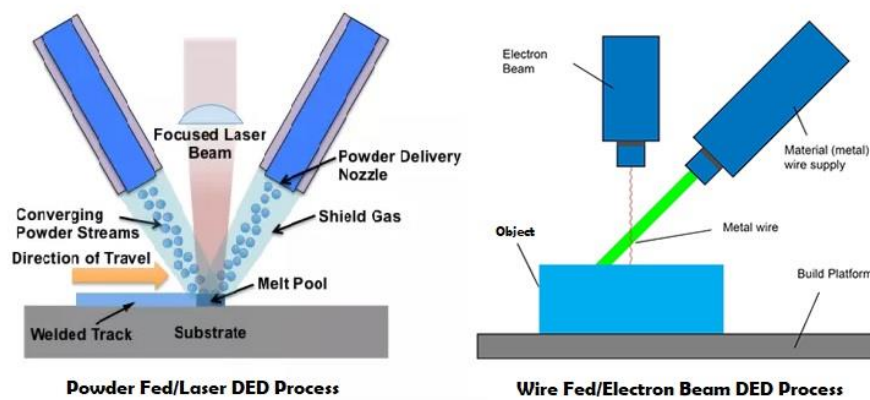 Focused Laser
Beam
Powder Delivery
Nozzle
Converging
Powder Streams
Shield Gas
Direction of Travel
Melt Pool
Welded Track
Substrate
Powder Fed/Laser DED Process
Electron
Beam
Material (metal)
wire supply
Object
Metal wire
Build Platform
Wire Fed/Electron Beam DED Process